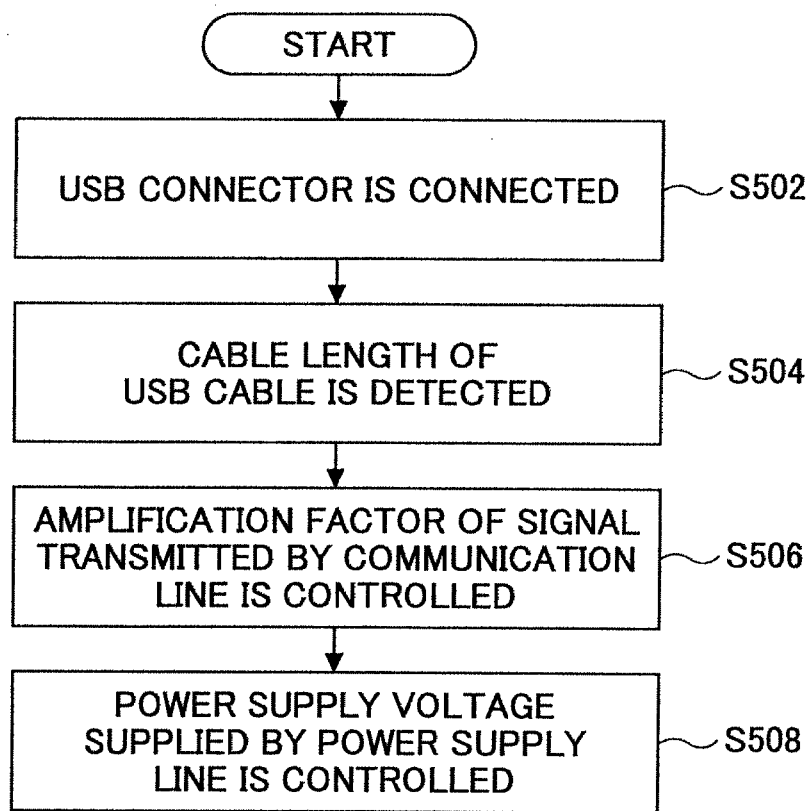 START
USB CONNECTOR IS CONNECTED
S502
CABLE LENGTH OF
USB CABLE IS DETECTED
S504
AMPLIFICATION FACTOR OF SIGNAL
TRANSMITTED BY COMMUNICATION
LINE IS CONTROLLED
S506
POWER SUPPLY VOLTAGE
SUPPLIED BY POWER SUPPLY
LINE IS CONTROLLED
S508